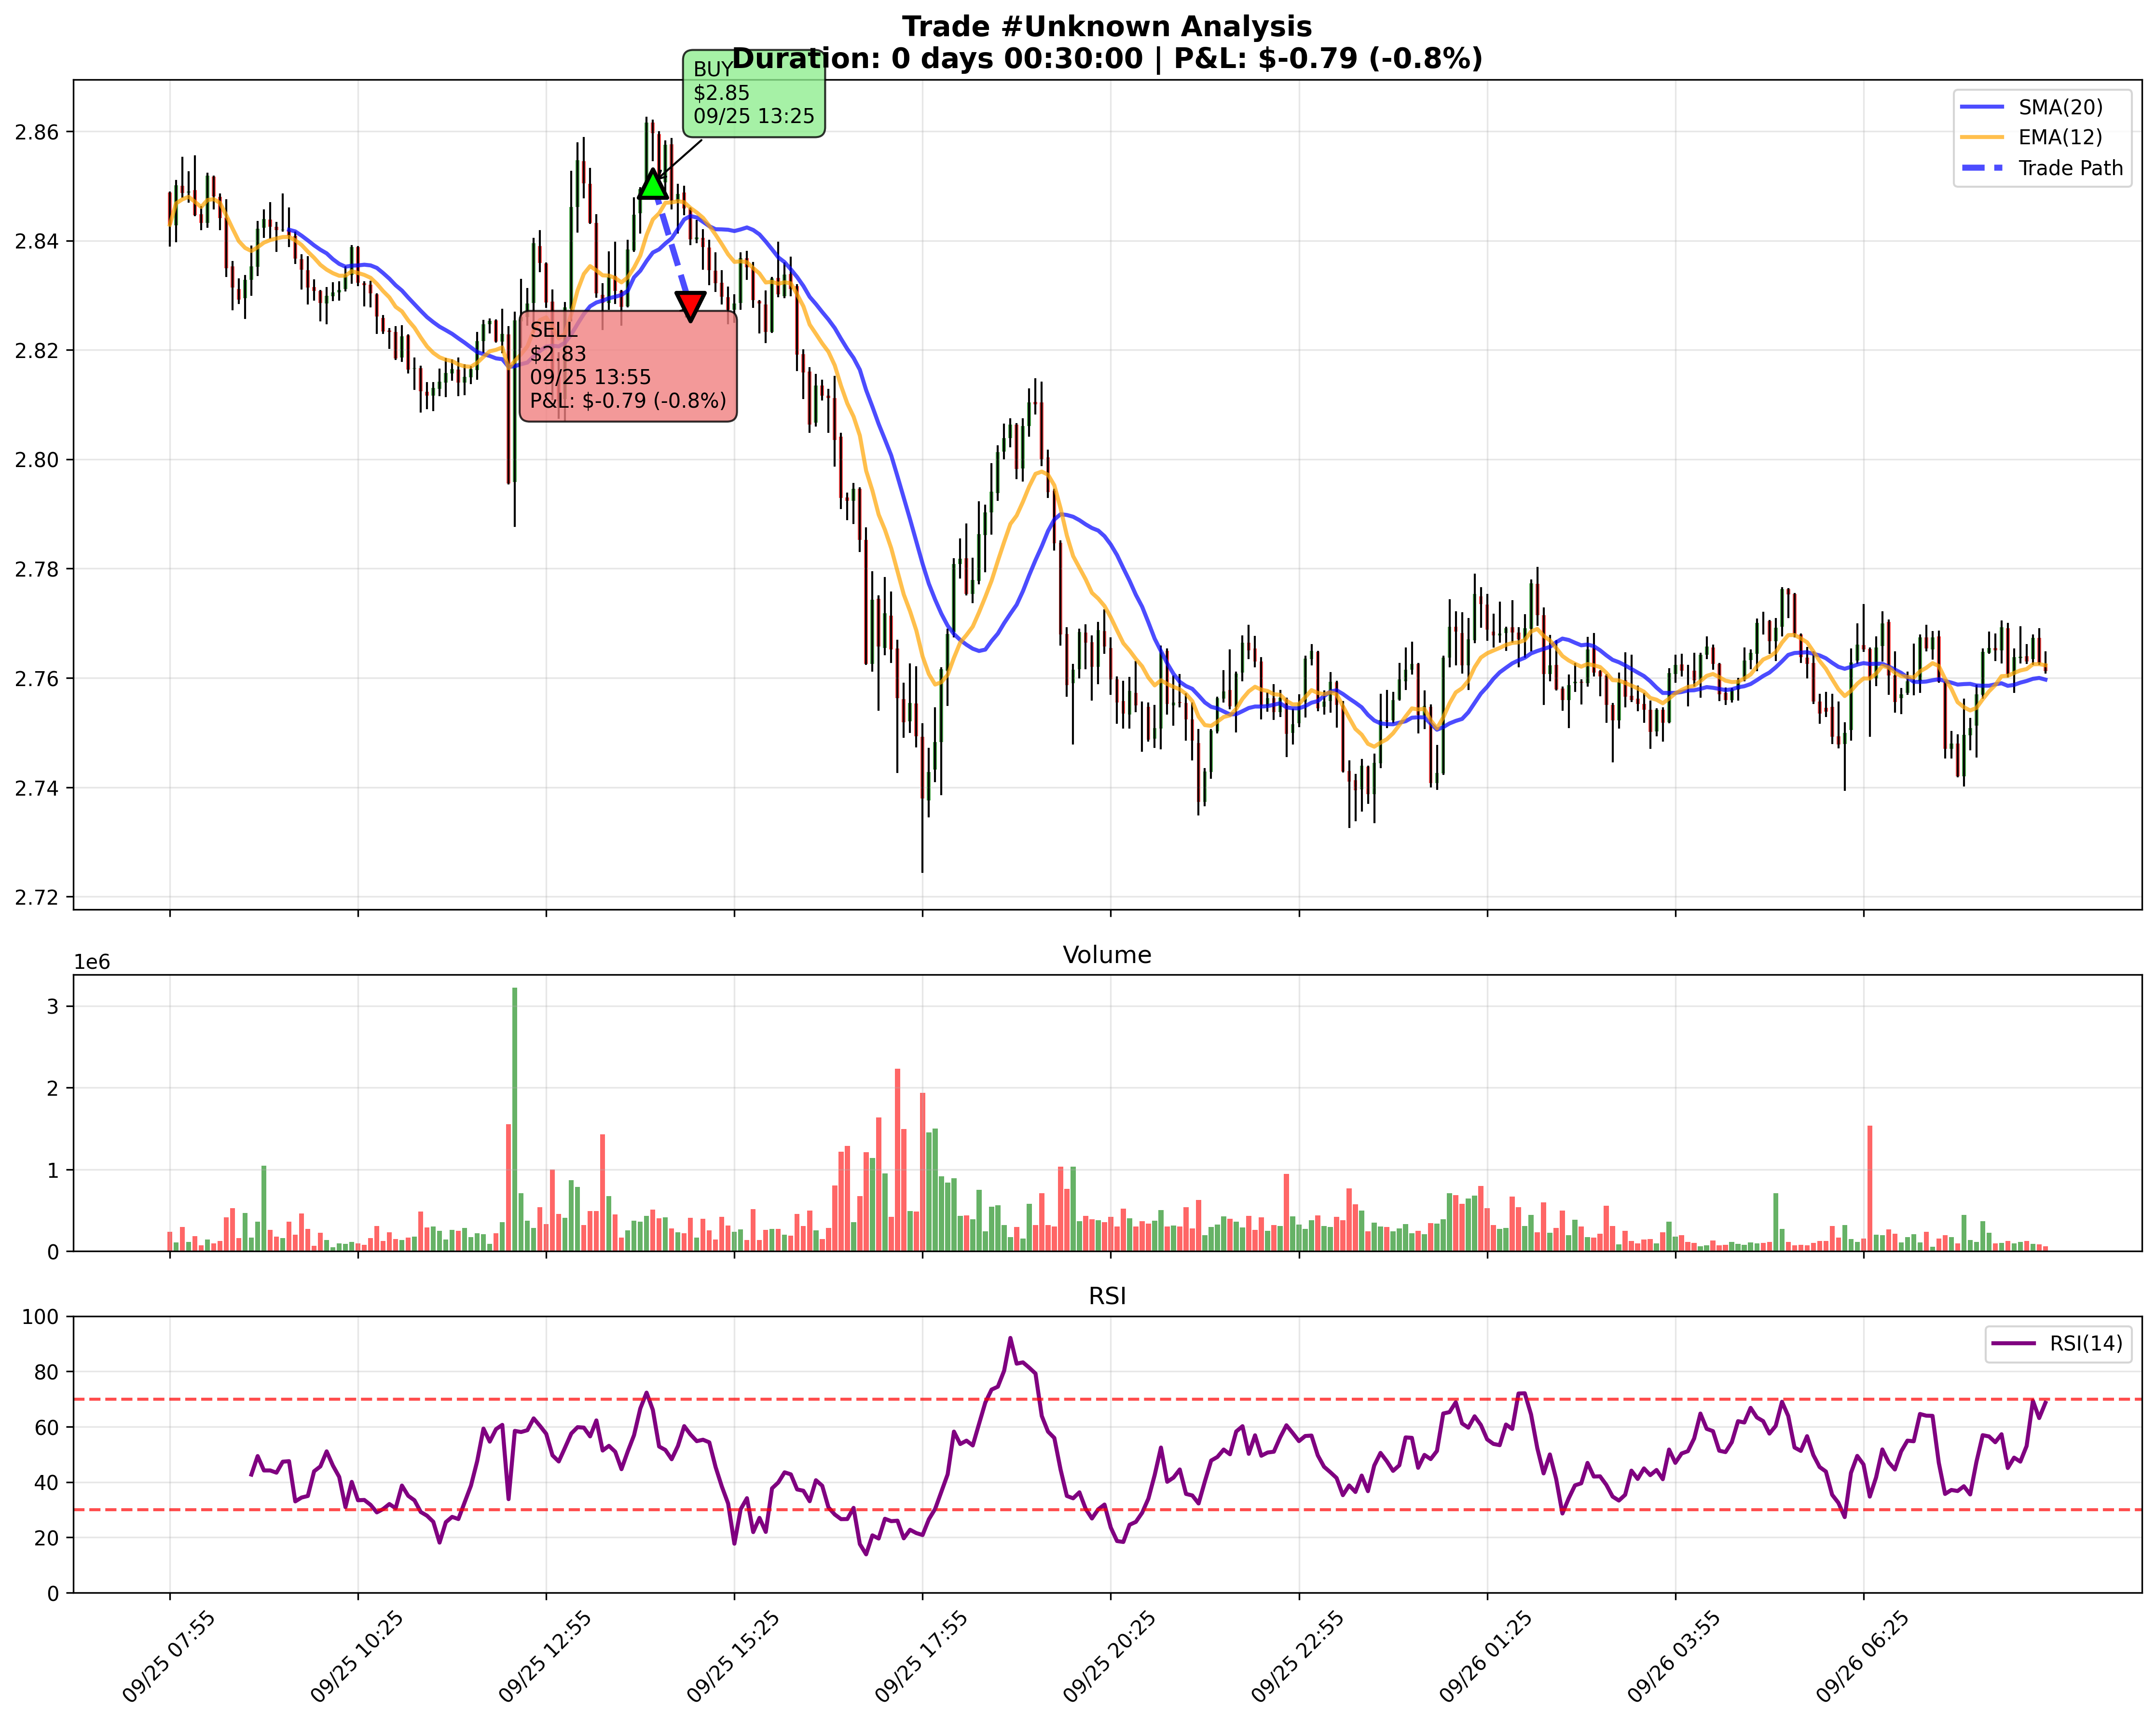 Trade #Unknown Analysis
Duration: 0 days 00:30:00 | P&L: $-0.79 (-0.8%)
BUY
$2.85
09/25 13:25
SMA(20)
EMA(12)
Trade Path
2.86
2.84
2.82
2.80
2.78
2.76
2.74
2.72
SELL
$2.83
09/25 13:55
P&L: $-0.79 (-0.8%)
Volume
1e6
3
2
1
0
RSI
RSI(14)
100
80
60
40
20
0
09/25 07:55
09/25 10:25
09/25 12:55
09/25 15:25
09/25 17:55
09/25 20:25
09/25 22:55
09/26 01:25
09/26 03:55
09/26 06:25